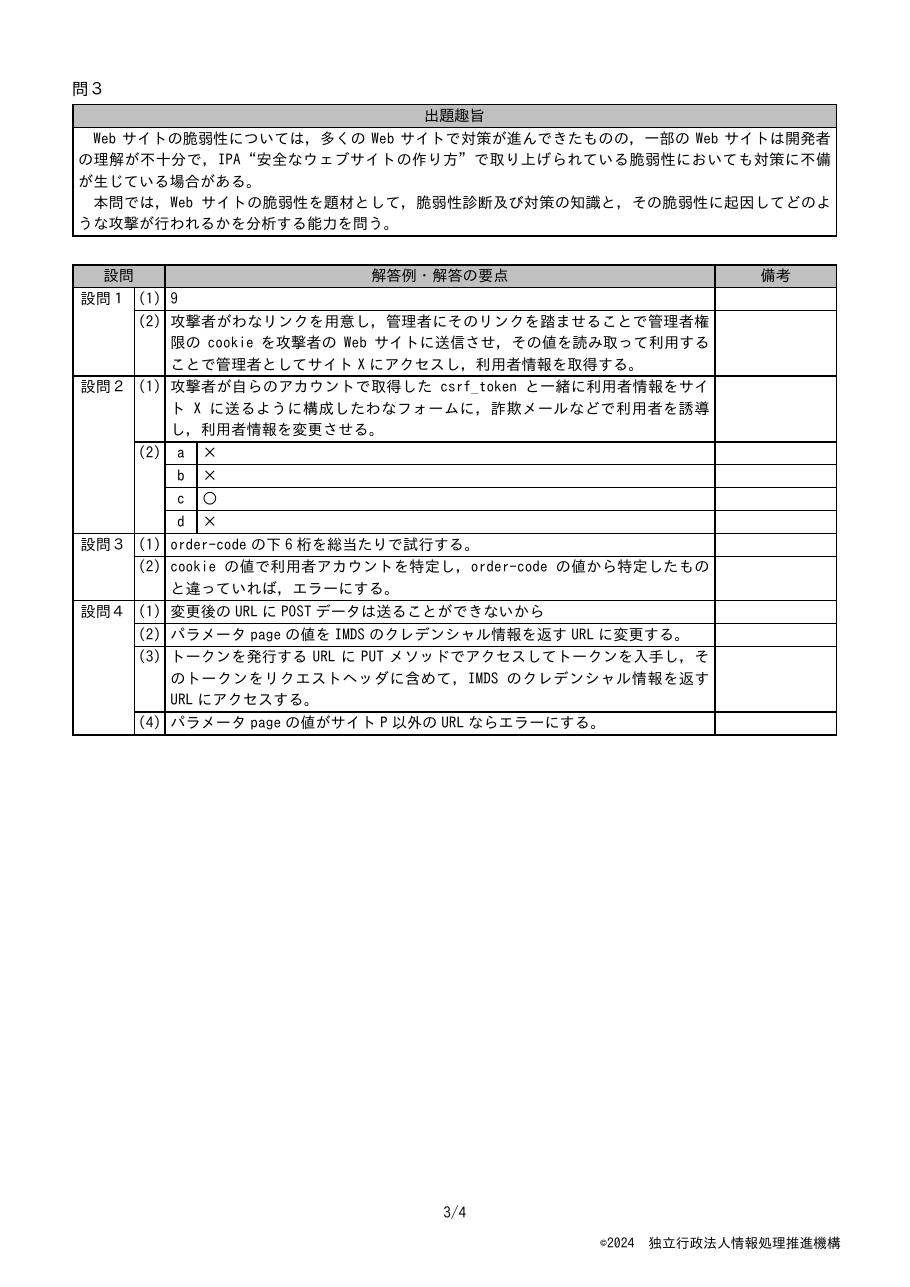 問３
出題趣旨
Web サイトの脆弱性については，多くの Web サイトで対策が進んできたものの，一部の Web サイトは開発者
の理解が不十分で，IPA“安全なウェブサイトの作り方”で取り上げられている脆弱性においても対策に不備
が生じている場合がある。
本問では，Web サイトの脆弱性を題材として，脆弱性診断及び対策の知識と，その脆弱性に起因してどのよ
うな攻撃が行われるかを分析する能力を問う。
設問 解答例・解答の要点 備考
設問１ (1) 9
(2) 攻撃者がわなリンクを用意し，管理者にそのリンクを踏ませることで管理者権
限の cookie を攻撃者の Web サイトに送信させ，その値を読み取って利用する
ことで管理者としてサイト X にアクセスし，利用者情報を取得する。
設問２ (1) 攻撃者が自らのアカウントで取得した csrf_token と一緒に利用者情報をサイ
ト X に送るように構成したわなフォームに，詐欺メールなどで利用者を誘導
し，利用者情報を変更させる。
(2) a ×
b ×
c ○
d ×
設問３ (1) order-code の下 6 桁を総当たりで試行する。
(2) cookie の値で利用者アカウントを特定し，order-code の値から特定したもの
と違っていれば，エラーにする。
設問４ (1) 変更後の URL に POST データは送ることができないから
(2) パラメータ page の値を IMDS のクレデンシャル情報を返す URL に変更する。
(3) トークンを発行する URL に PUT メソッドでアクセスしてトークンを入手し，そ
のトークンをリクエストヘッダに含めて，IMDS のクレデンシャル情報を返す
URL にアクセスする。
(4) パラメータ page の値がサイト P 以外の URL ならエラーにする。
3/4
©2024 独立行政法人情報処理推進機構